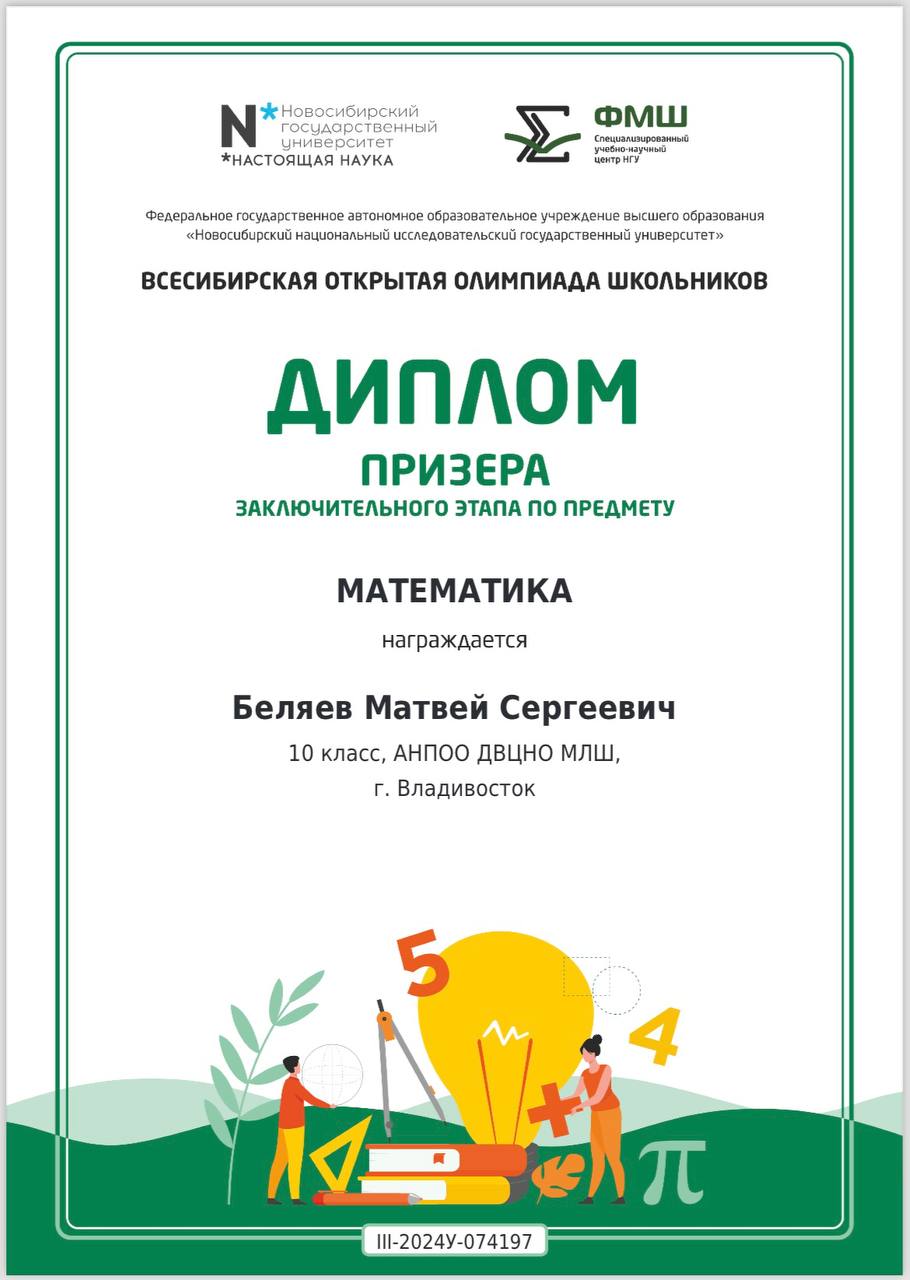 N*
Новосибирский
государственный
университет
*НАСТОЯЩАЯ НАУКА
ФМШ
Специализированный
учебно-научный
центр НГУ
Федеральное государственное автономное образовательное учреждение высшего образования
«Новосибирский национальный исследовательский государственный университет»
ВСЕСИБИРСКАЯ ОТКРЫТАЯ ОЛИМПИАДА ШКОЛЬНИКОВ
ДИПЛОМ
ПРИЗЕРА
ЗАКЛЮЧИТЕЛЬНОГО ЭТАПА ПО ПРЕДМЕТУ
МАТЕМАТИКА
награждается
Беляев Матвей Сергеевич
10 класс, АНПОО ДВЦНО МЛШ,
г. Владивосток
5
4
+
π
III-2024У-074197